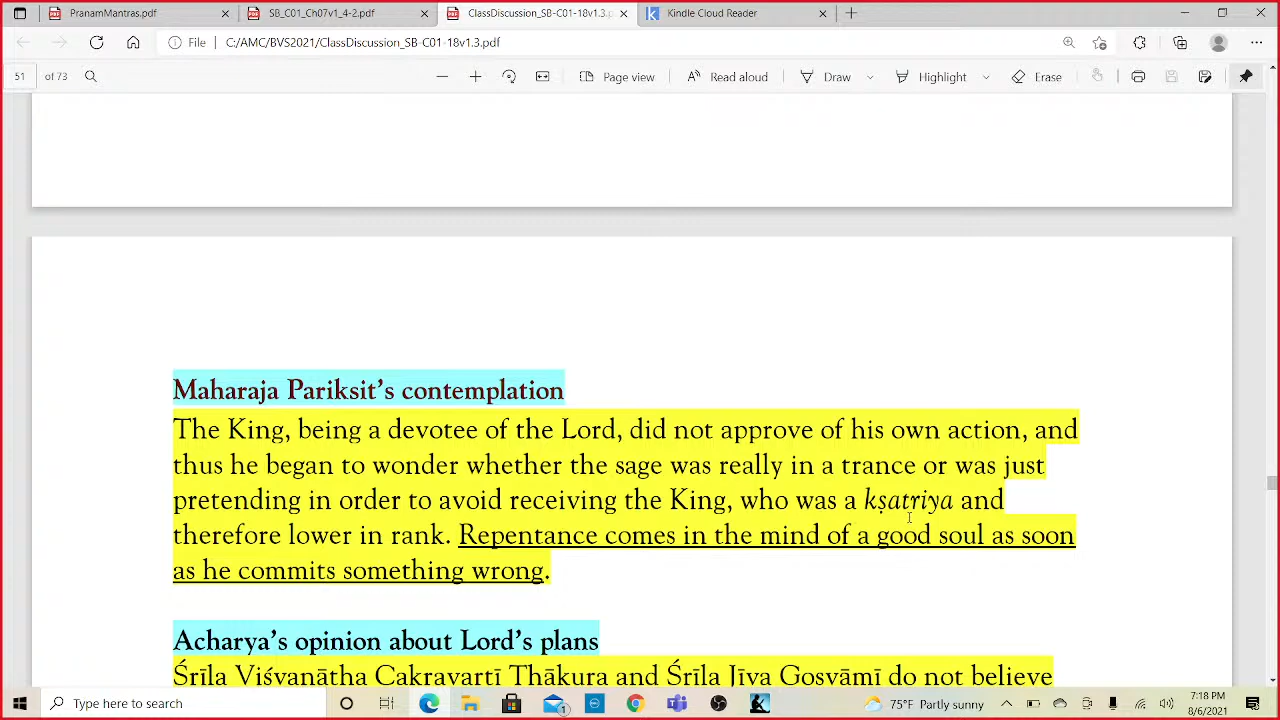 PranamMantras.pdf
SB_C01_Ch07v1_4-2.pdf
ClassDiscussion_SB-C01-18v1.3.p
Kindle Cloud Reader
File
C:/AMC/BVS2021/ClassDiscussion_SB-C01-18v1.3.pdf
51 of 73
Page view
Read aloud
Draw
Highlight
Erase
Maharaja Pariksit's contemplation
The King, being a devotee of the Lord, did not approve of his own action, and
thus he began to wonder whether the sage was really in a trance or was just
pretending in order to avoid receiving the King, who was a kṣatriya and
therefore lower in rank. Repentance comes in the mind of a good soul as soon
as he commits something wrong.
Acharya's opinion about Lord's plans
Śrīla Viśvanātha Cakravartī Ṭhākura and Śrīla Jīva Gosvāmī do not believe
Type here to search
75°F Partly sunny
7:18 PM
8/6/2021